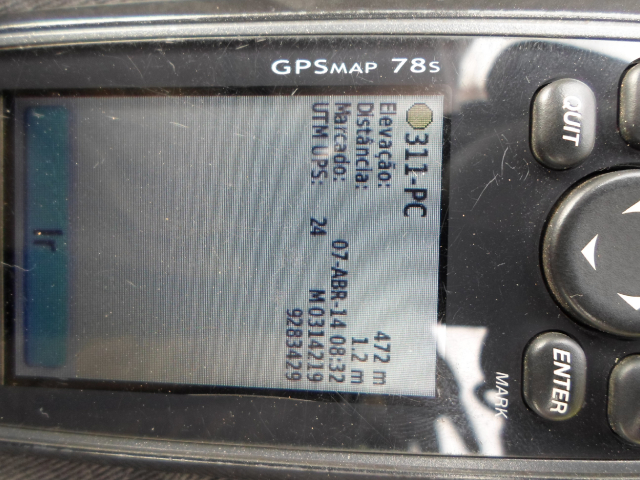 GPSMAP 78s
311-PC
Elevação: 472 m
Distância: 1.2 m
Marcado: 07-ABR-14 08:32
UTM UPS: 24 M 0314219
9283429
Ir
QUIT
ENTER
MARK